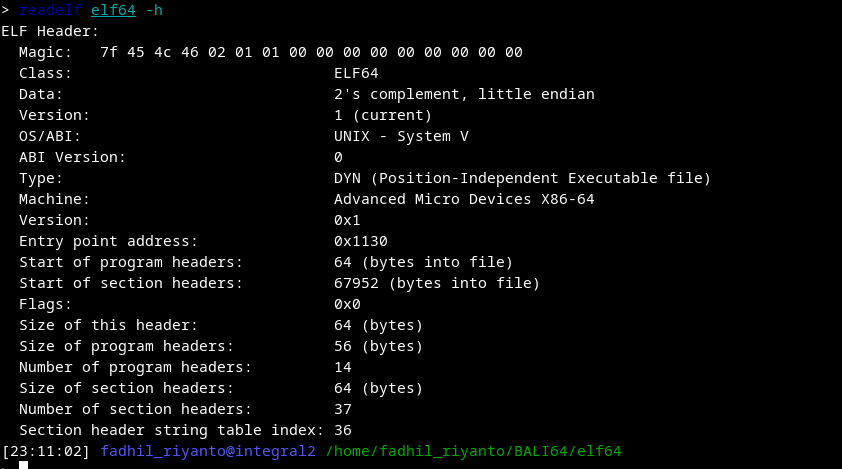 > readelf elf64 -h
ELF Header:
  Magic:   7f 45 4c 46 02 01 01 00 00 00 00 00 00 00 00 00
  Class:                             ELF64
  Data:                              2's complement, little endian
  Version:                           1 (current)
  OS/ABI:                            UNIX - System V
  ABI Version:                       0
  Type:                              DYN (Position-Independent Executable file)
  Machine:                           Advanced Micro Devices X86-64
  Version:                           0x1
  Entry point address:               0x1130
  Start of program headers:          64 (bytes into file)
  Start of section headers:          67952 (bytes into file)
  Flags:                             0x0
  Size of this header:               64 (bytes)
  Size of program headers:           56 (bytes)
  Number of program headers:         14
  Size of section headers:           64 (bytes)
  Number of section headers:         37
  Section header string table index: 36
[23:11:02] fadhil_riyanto@integral2 /home/fadhil_riyanto/BALI64/elf64
>